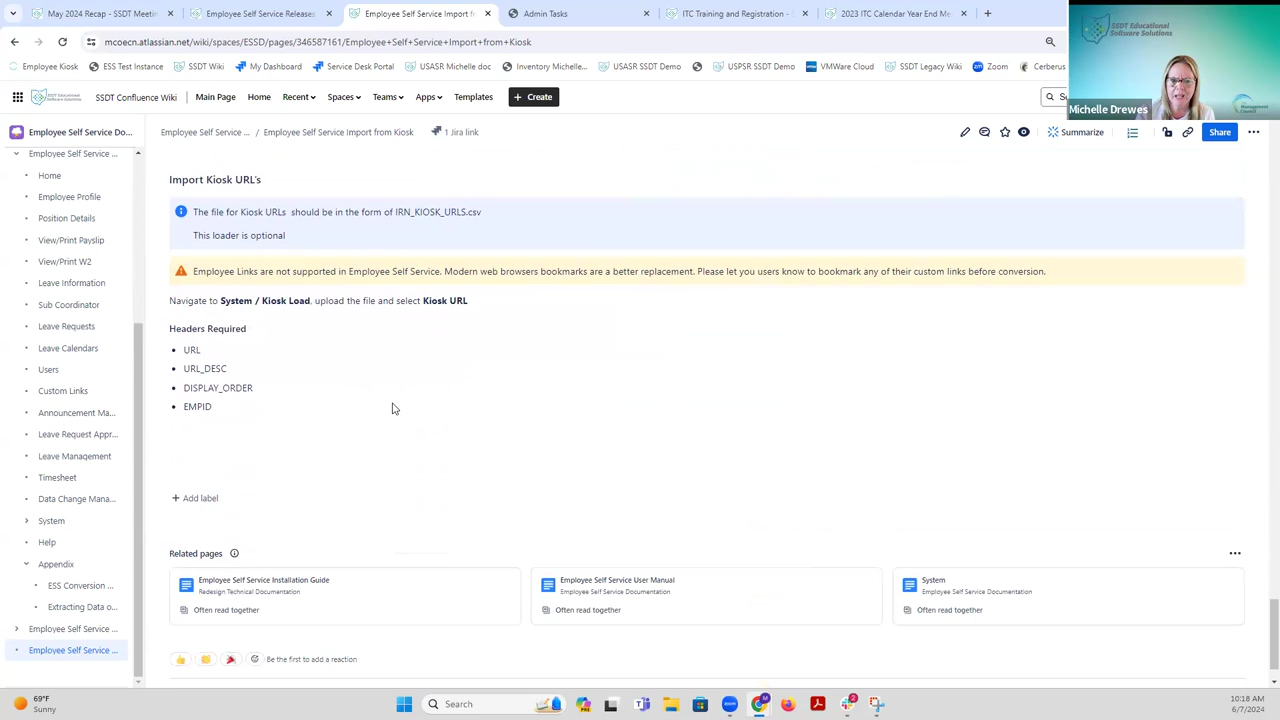 May 2024 Recap - SSDT Meetin
Employee Self Service Releases
Employee Self Service Import fr
Admin Tasks
ITC Training and Registration - S
2023 ITC Calendar Year End Me
mcoecn.atlassian.net/wiki/spaces/ESSD/pages/346587161/Employee+Self+Service+Import+from+Kiosk
Employee Kiosk
ESS Test Instance
SSDT Wiki
My Dashboard
Service Desk Portal
USASR Michelle doc
Inventory Michelle...
USASR SSDT Demo
USPSR SSDT Demo
VMWare Cloud
SSDT Legacy Wiki
Zoom
Cerberus
SSDT Educational
Software Solutions
Management
Council
Michelle Drewes
SSDT Confluence Wiki
Main Page
Home
Recent
Spaces
Teams
Apps
Templates
+ Create
Employee Self Service Do...
Employee Self Service ... / Employee Self Service Import from Kiosk
1 Jira link
Summarize
Share
Employee Self Service ...
Home
Employee Profile
Position Details
View/Print Payslip
View/Print W2
Leave Information
Sub Coordinator
Leave Requests
Leave Calendars
Users
Custom Links
Announcement Ma...
Leave Request Appr...
Leave Management
Timesheet
Data Change Mana...
System
Help
Appendix
ESS Conversion ...
Extracting Data o...
Employee Self Service ...
Employee Self Service ...
Import Kiosk URL's
The file for Kiosk URLs should be in the form of IRN_KIOSK_URLS.csv
This loader is optional
Employee Links are not supported in Employee Self Service. Modern web browsers bookmarks are a better replacement. Please let you users know to bookmark any of their custom links before conversion.
Navigate to System / Kiosk Load, upload the file and select Kiosk URL
Headers Required
• URL
• URL_DESC
• DISPLAY_ORDER
• EMPID
+ Add label
Related pages
Employee Self Service Installation Guide
Redesign Technical Documentation
Often read together
Employee Self Service User Manual
Employee Self Service Documentation
Often read together
System
Employee Self Service Documentation
Often read together
Be the first to add a reaction
69°F
Sunny
Search
2
10:18 AM
6/7/2024